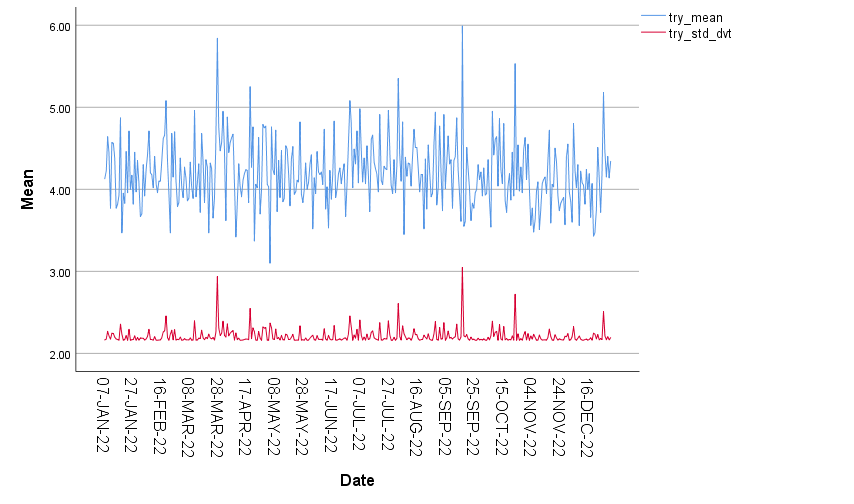 try_mean
try_std_dvt
6.00
5.00
4.00
3.00
2.00
Mean
07-JAN-22
27-JAN-22
16-FEB-22
08-MAR-22
28-MAR-22
17-APR-22
08-MAY-22
28-MAY-22
17-JUN-22
07-JUL-22
27-JUL-22
16-AUG-22
05-SEP-22
25-SEP-22
15-OCT-22
04-NOV-22
24-NOV-22
16-DEC-22
Date